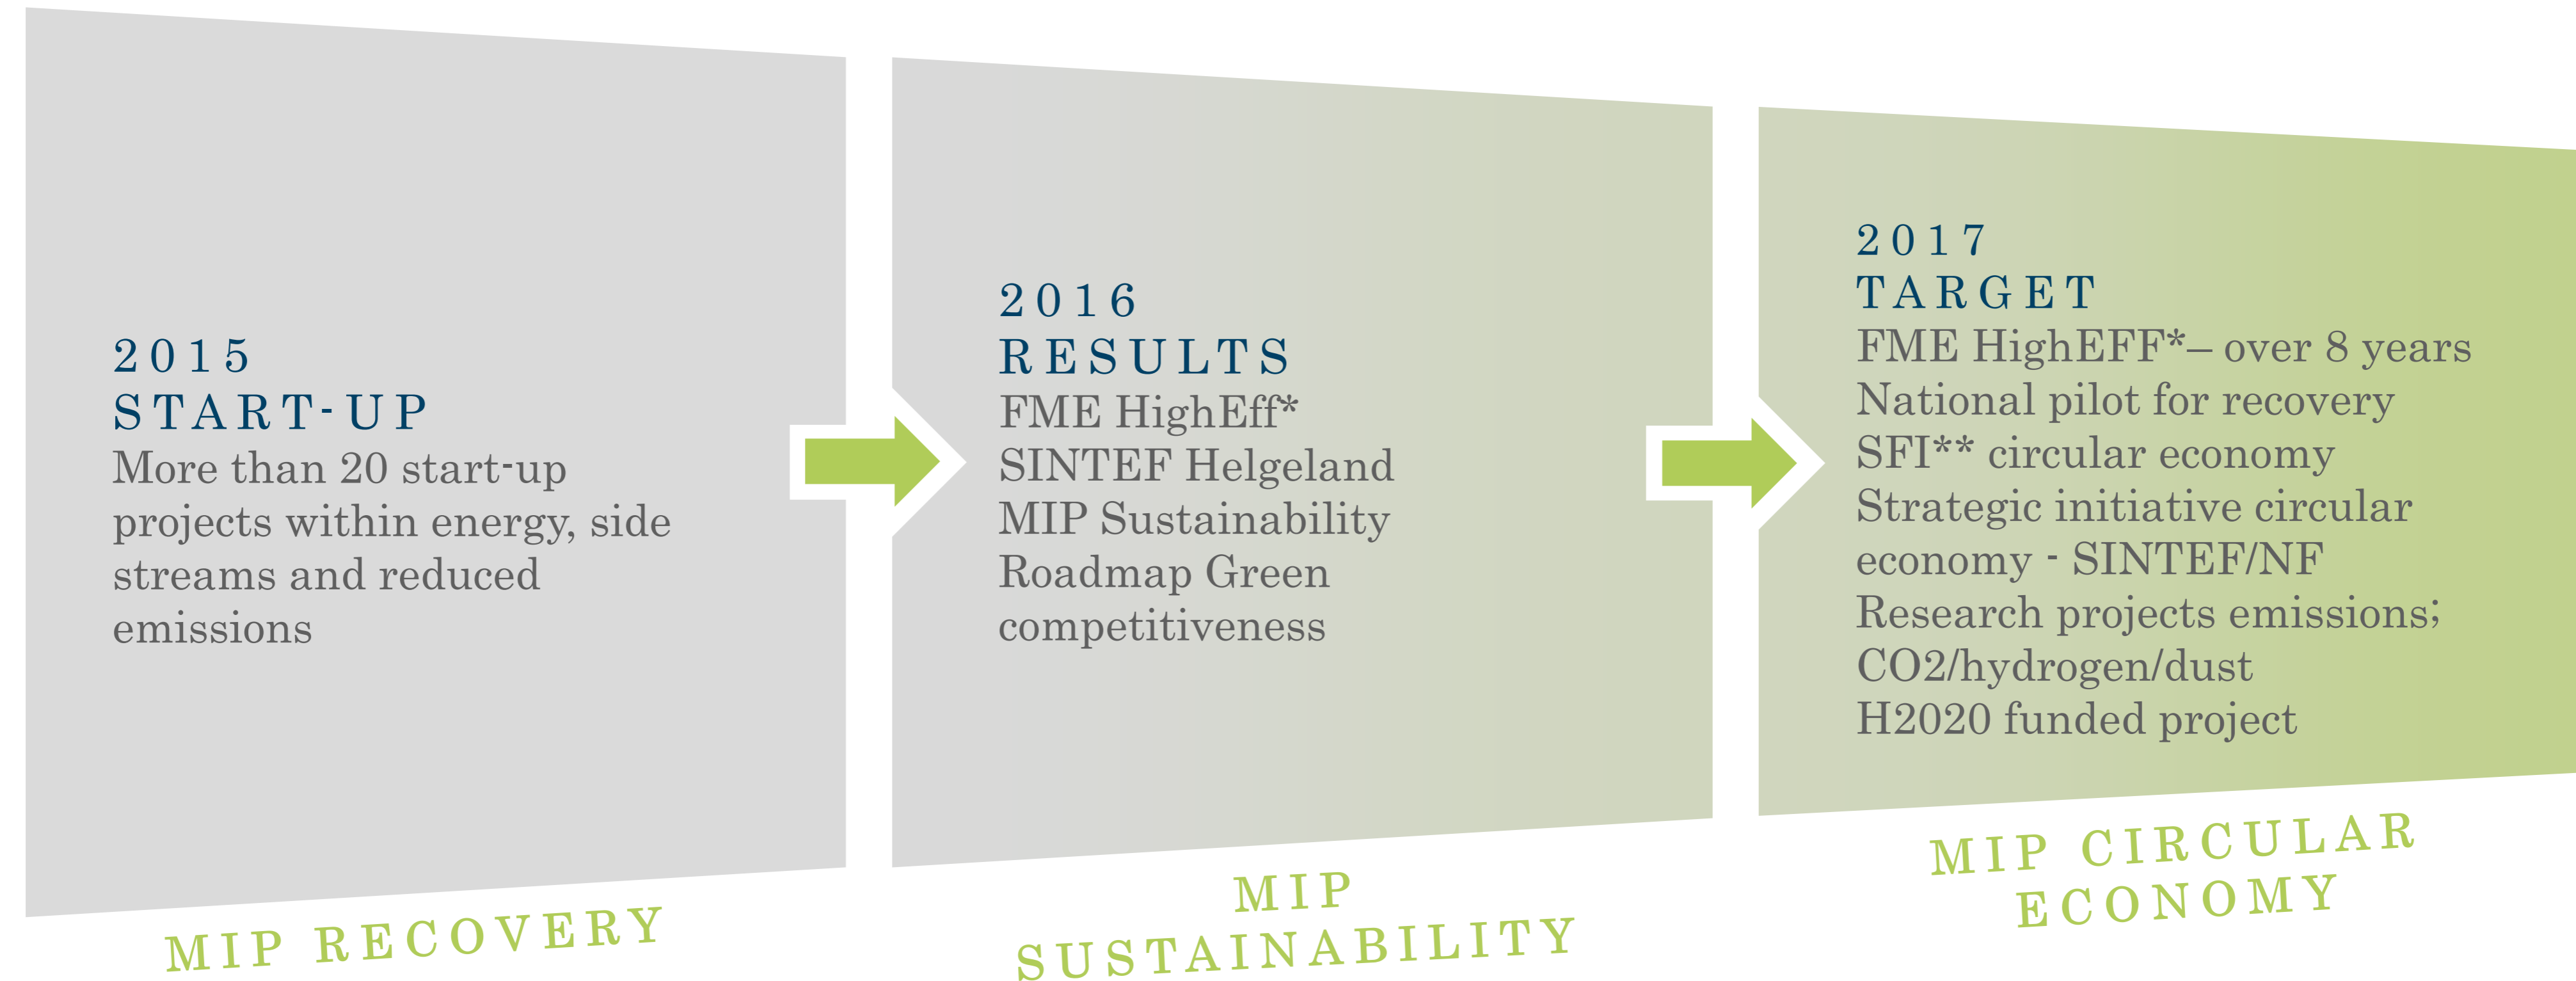 2015
START-UP
More than 20 start-up
projects within energy, side
streams and reduced
emissions
MIP RECOVERY
2016
RESULTS
FME HighEff*
SINTEF Helgeland
MIP Sustainability
Roadmap Green
competitiveness
MIP
SUSTAINABILITY
2017
TARGET
FME HighEFF*– over 8 years
National pilot for recovery
SFI** circular economy
Strategic initiative circular
economy - SINTEF/NF
Research projects emissions;
CO2/hydrogen/dust
H2020 funded project
MIP CIRCULAR
ECONOMY